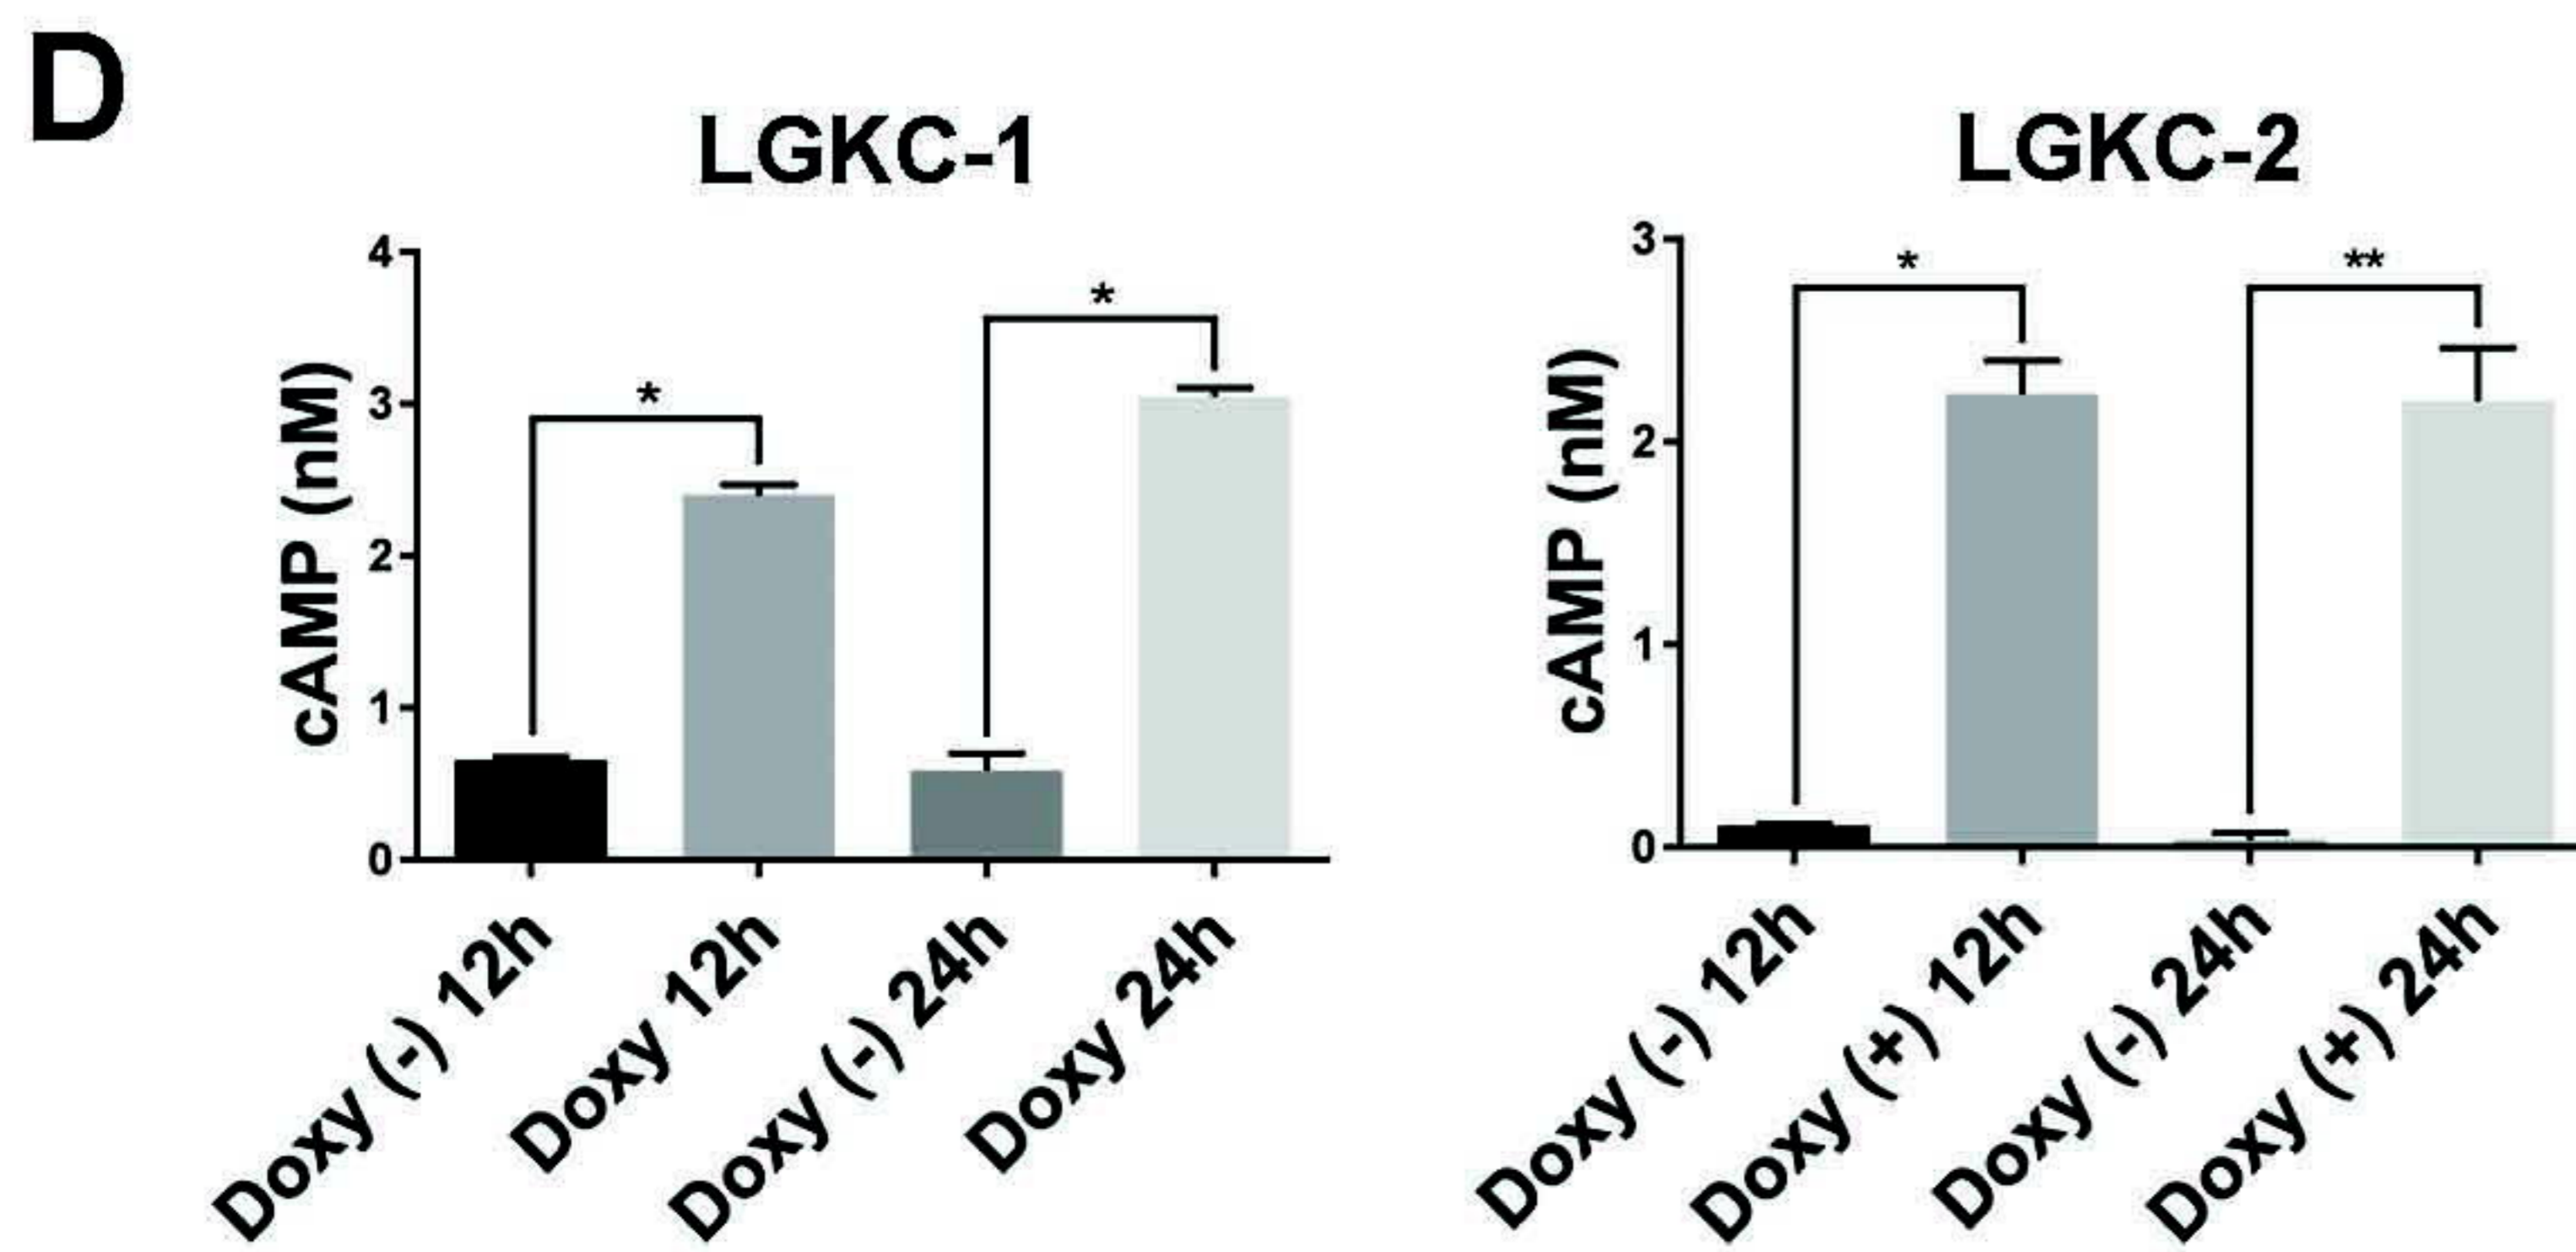 D
LGKC-1
cAMP (nM)
4
3
2
1
0
*
*
Doxy (-) 12h
Doxy 12h
Doxy (-) 24h
Doxy 24h
LGKC-2
cAMP (nM)
3
2
1
0
*
**
Doxy (-) 12h
Doxy (+) 12h
Doxy (-) 24h
Doxy (+) 24h